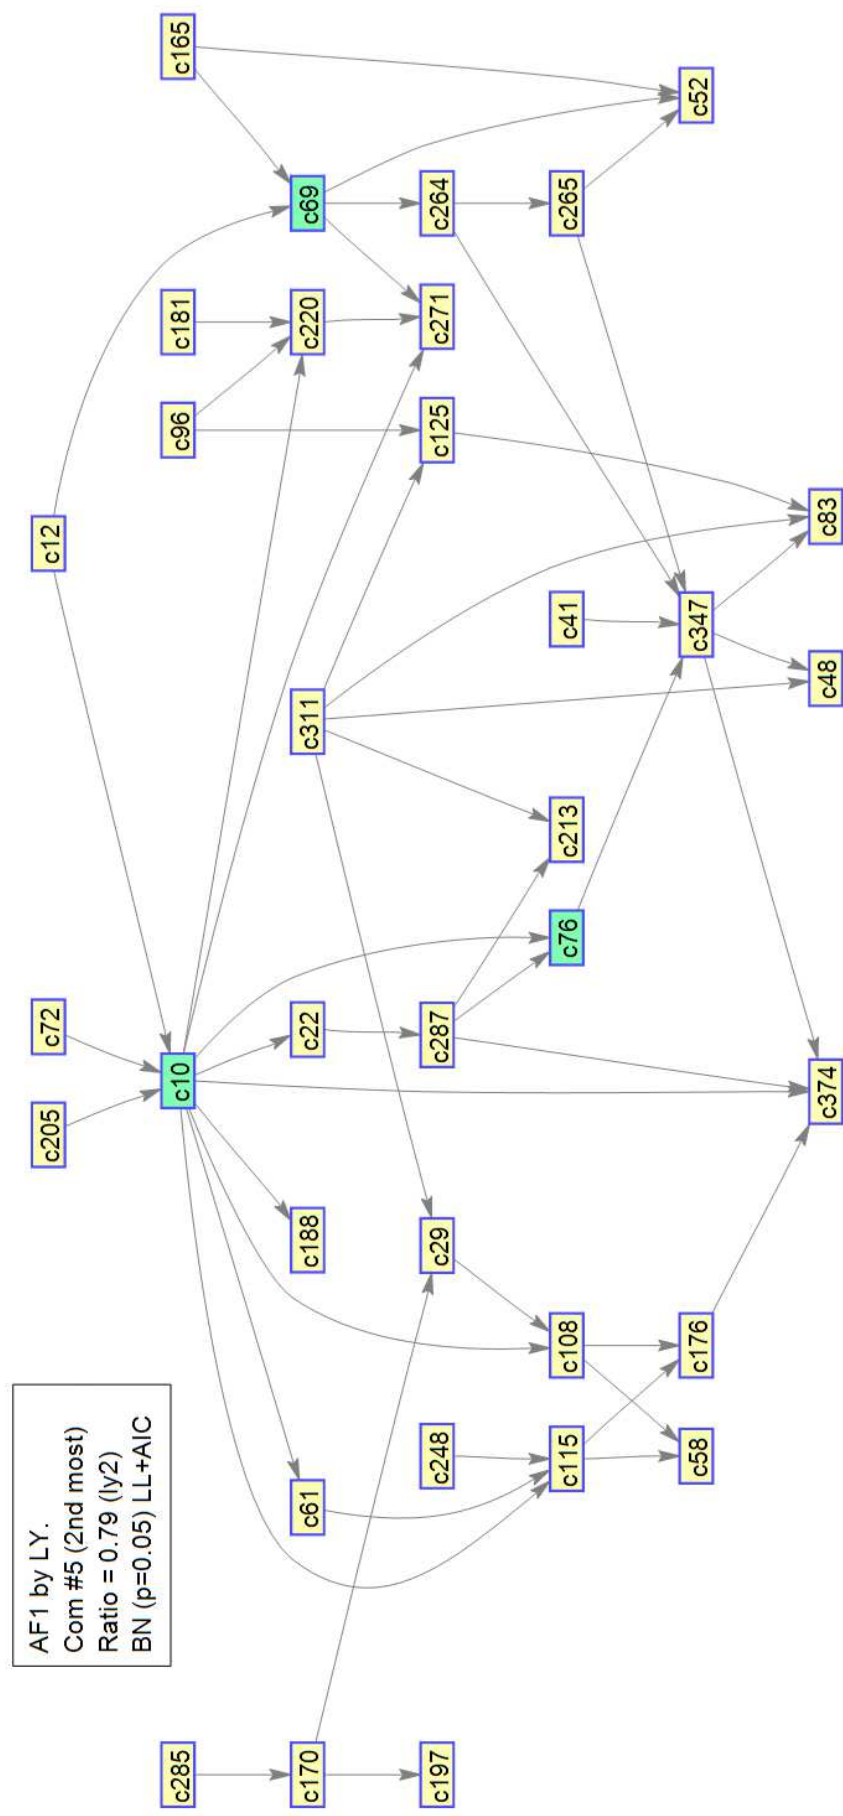 AF1 by LY.
Com #5 (2nd most)
Ratio = 0.79 (ly2)
BN (p=0.05) LL+AIC
c205
c72
c12
c285
c10
c96
c181
c165
c170
c61
c188
c22
c311
c220
c69
c197
c248
c29
c287
c125
c271
c264
c115
c108
c76
c213
c41
c265
c58
c176
c347
c52
c374
c48
c83